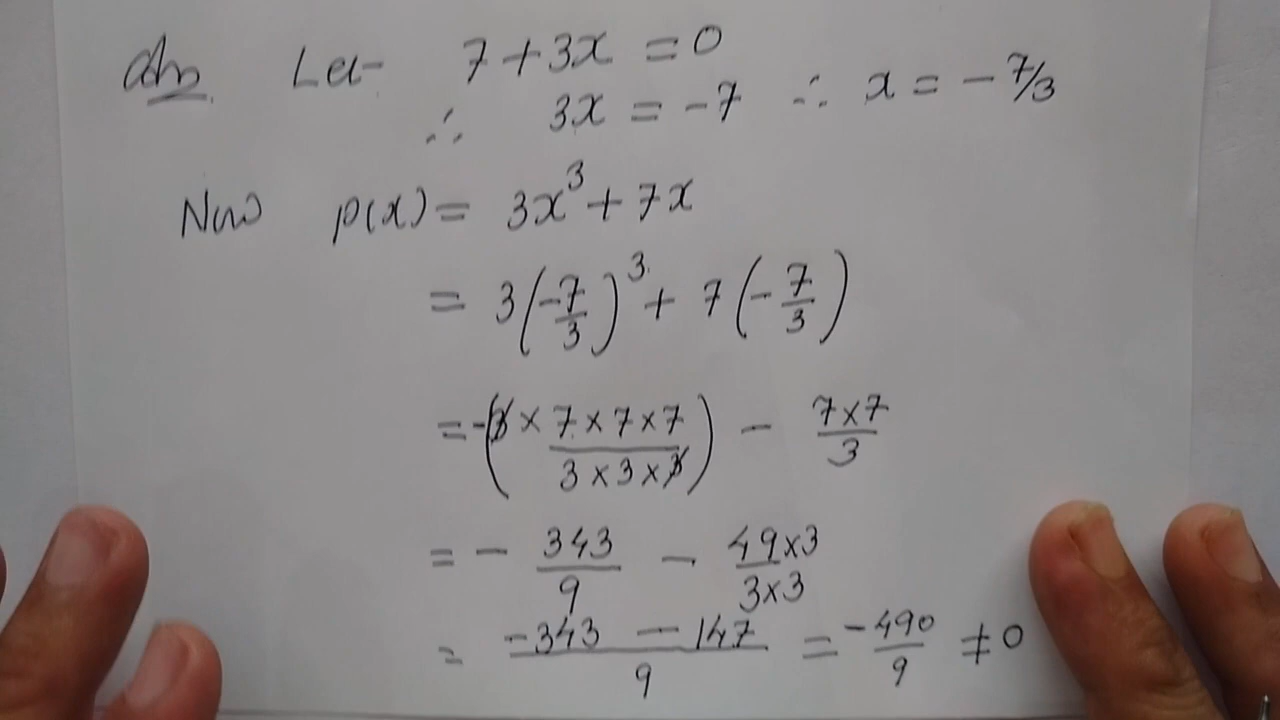 Ans Let 7+3x = 0
∴ 3x = -7 ∴ x = -7/3
Now p(x) = 3x³ + 7x
= 3(-7/3)³ + 7(-7/3)
= -(3 × 7 × 7 × 7 / 3 × 3 × 3) - 7×7/3
= - 343/9 - 49×3/3×3
= -343 - 147/9 = -490/9 ≠ 0